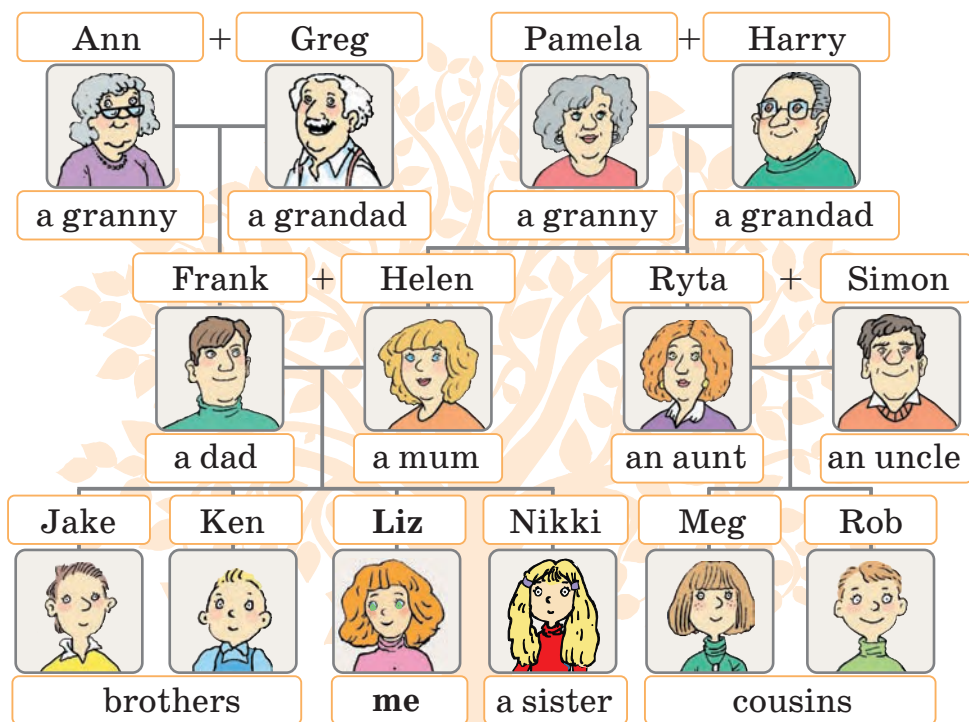 Ann + Greg Pamela + Harry
a granny a grandad a granny a grandad
Frank + Helen Ryta + Simon
a dad a mum an aunt an uncle
Jake Ken Liz Nikki Meg Rob
brothers me a sister cousins